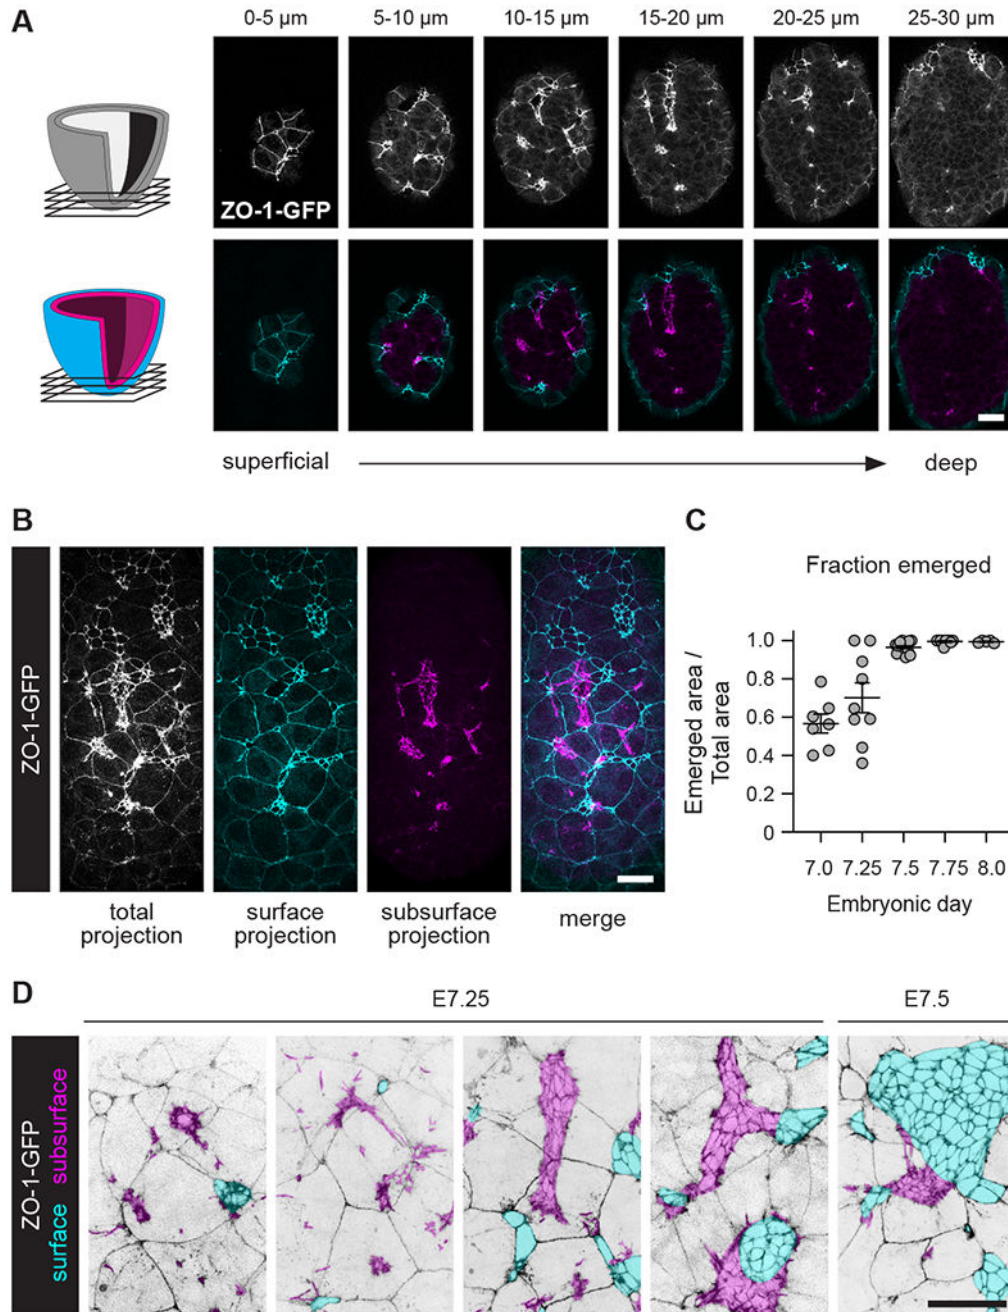 A
0-5 µm
5-10 µm
10-15 µm
15-20 µm
20-25 µm
25-30 µm
ZO-1-GFP
superficial
deep
B
ZO-1-GFP
total
projection
surface
projection
subsurface
projection
merge
C
Fraction emerged
Emerged area /
Total area
1.0
0.8
0.6
0.4
0.2
0
7.0
7.25
7.5
7.75
8.0
Embryonic day
D
E7.25
E7.5
ZO-1-GFP
surface subsurface